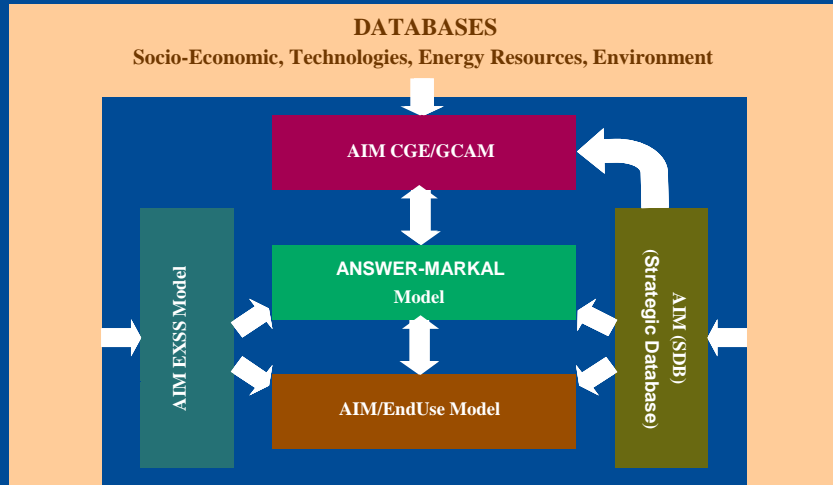 DATABASES
Socio-Economic, Technologies, Energy Resources, Environment
AIM CGE/GCAM
AIM EXSS Model
ANSWER-MARKAL
Model
AIM/EndUse Model
AIM (SDB)
(Strategic Database)